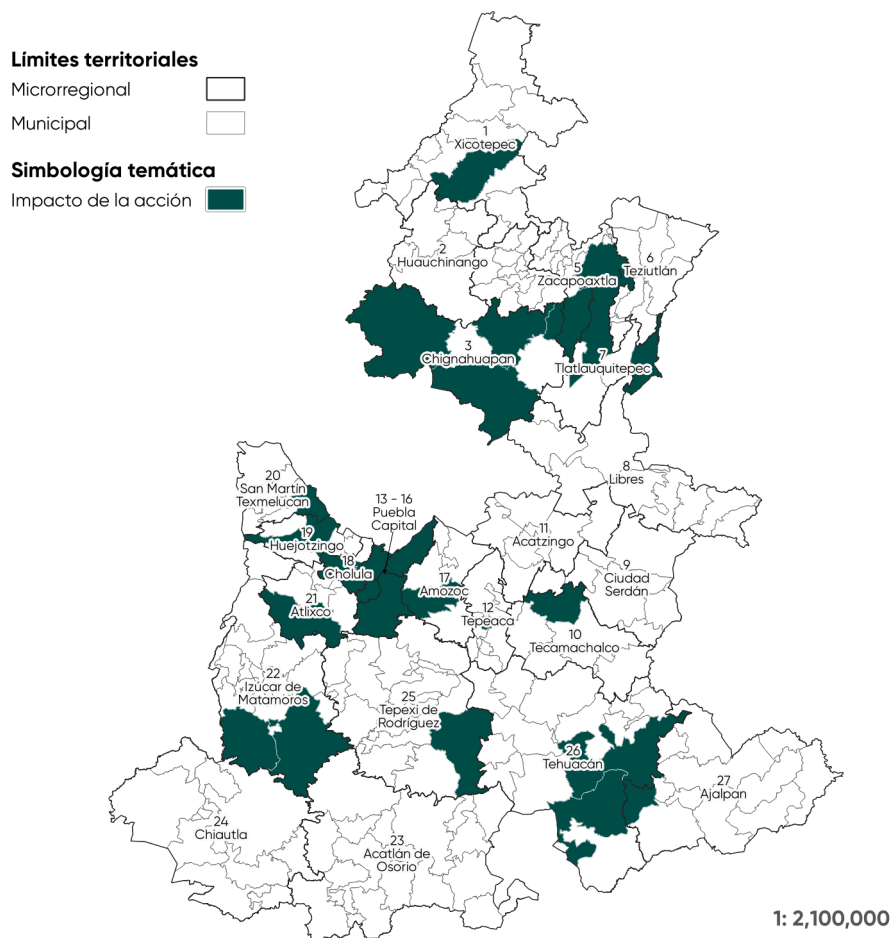 Límites territoriales
Microrregional
Municipal
Simbología temática
Impacto de la acción
1
Xicotepec
2
Huauchinango
5
Zacapoaxtla
6
Teziutlán
3
Chignahuapan
7
Tlatlauquitepec
8
Libres
20
San Martín
Texmelucan
13 - 16
Puebla
Capital
19
Huejotzingo
11
Acatzingo
18
Cholula
17
Amozoc
9
Ciudad
Serdán
21
Atlixco
12
Tepeaca
10
Tecamachalco
22
Izúcar de
Matamoros
25
Tepexi de
Rodríguez
26
Tehuacán
27
Ajalpan
24
Chiautla
23
Acatlán de
Osorio
1: 2,100,000